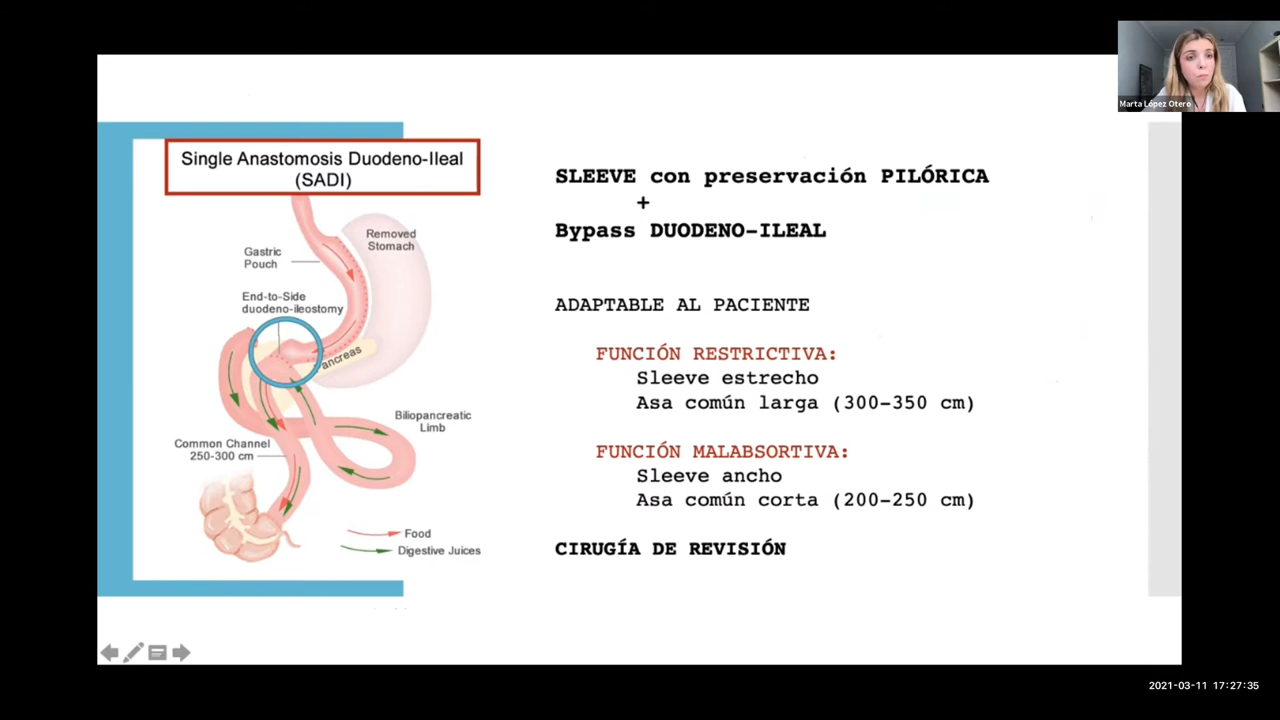 Marta López Otero
Single Anastomosis Duodeno-Ileal
(SADI)
Removed
Stomach
Gastric
Pouch
End-to-Side
duodeno-ileostomy
Pancreas
Biliopancreatic
Limb
Common Channel
250-300 cm
Food
Digestive Juices
SLEEVE con preservación PILÓRICA
+
Bypass DUODENO-ILEAL
ADAPTABLE AL PACIENTE
FUNCIÓN RESTRICTIVA:
Sleeve estrecho
Asa común larga (300-350 cm)
FUNCIÓN MALABSORTIVA:
Sleeve ancho
Asa común corta (200-250 cm)
CIRUGÍA DE REVISIÓN
2021-03-11 17:27:35